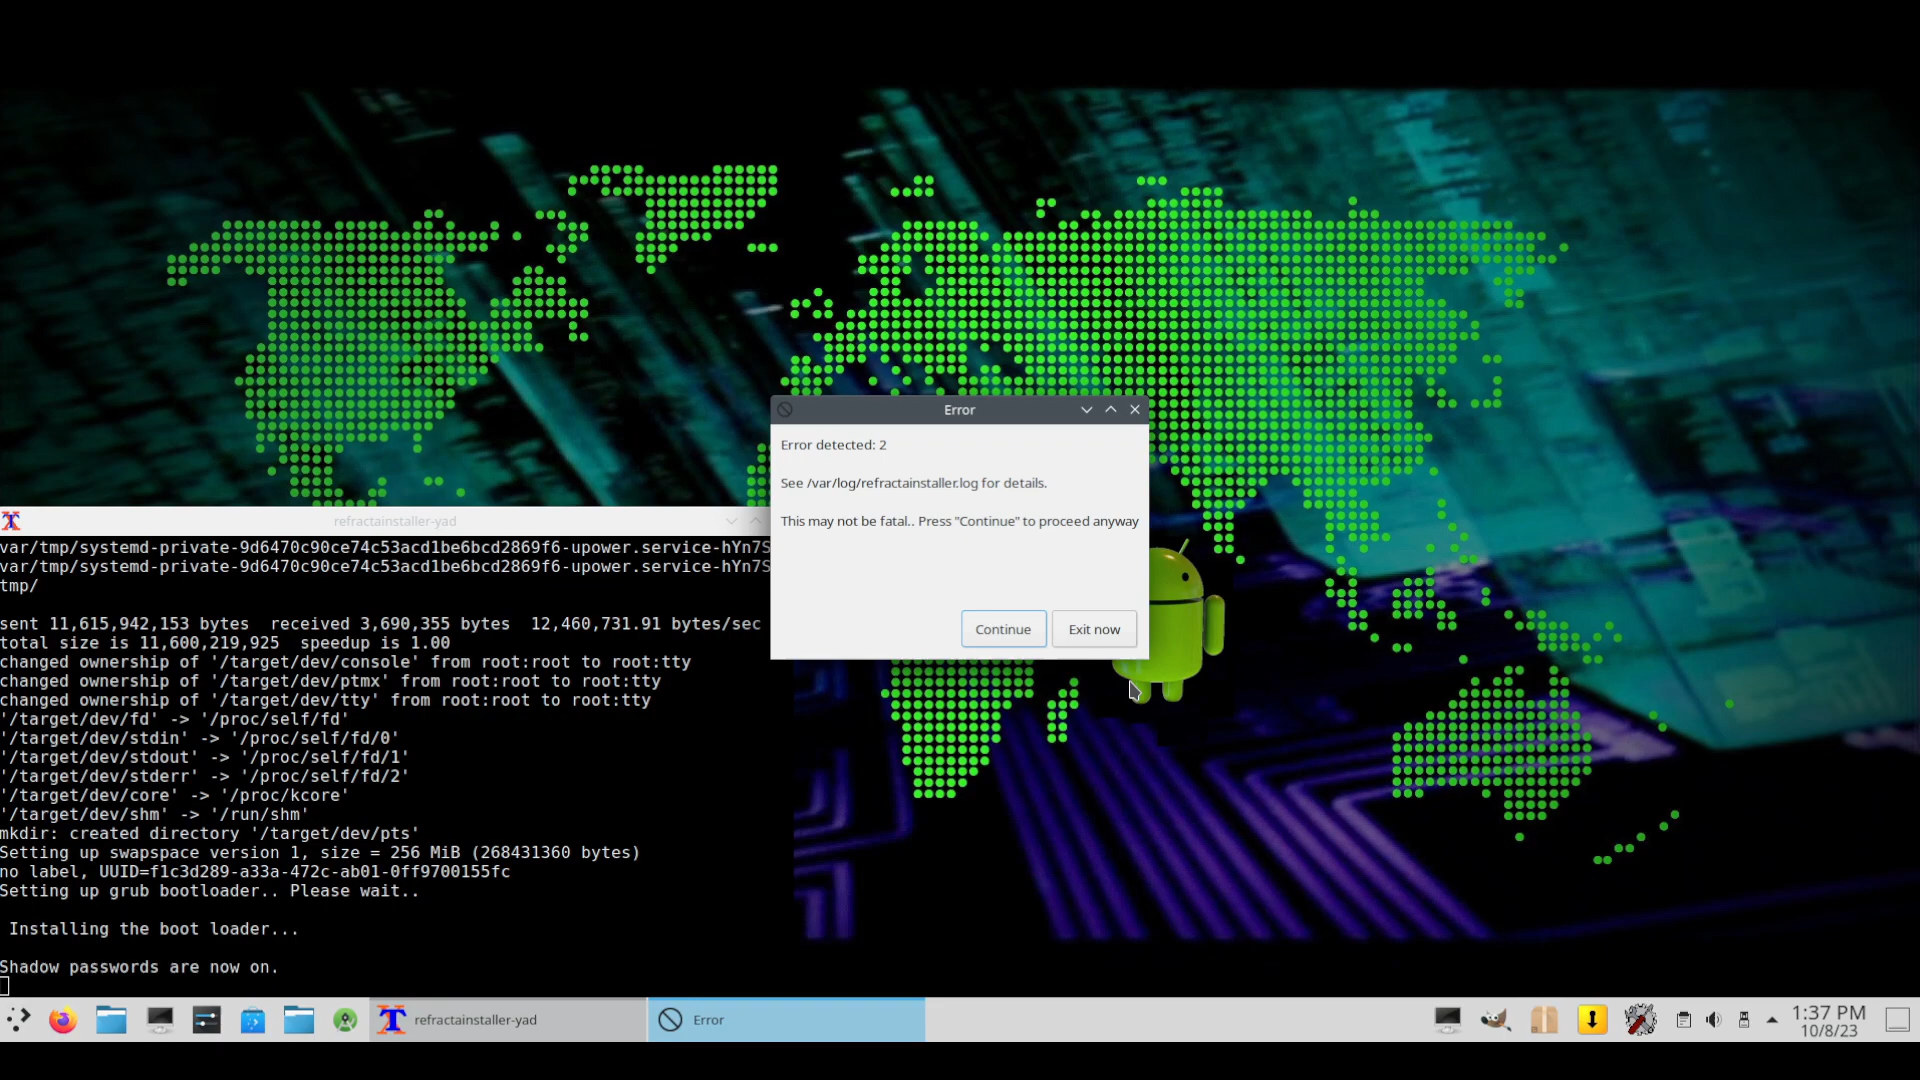 Error
Error detected: 2
See /var/log/refractainstaller.log for details.
This may not be fatal.. Press "Continue" to proceed anyway
Continue
Exit now
refractainstaller-yad
var/tmp/systemd-private-9d6470c90ce74c53acd1be6bcd2869f6-upower.service-hYn7S
var/tmp/systemd-private-9d6470c90ce74c53acd1be6bcd2869f6-upower.service-hYn7S
tmp/
sent 11,615,942,153 bytes  received 3,690,355 bytes  12,460,731.91 bytes/sec
total size is 11,600,219,925  speedup is 1.00
changed ownership of '/target/dev/console' from root:root to root:tty
changed ownership of '/target/dev/ptmx' from root:root to root:tty
changed ownership of '/target/dev/tty' from root:root to root:tty
'/target/dev/fd' -> '/proc/self/fd'
'/target/dev/stdin' -> '/proc/self/fd/0'
'/target/dev/stdout' -> '/proc/self/fd/1'
'/target/dev/stderr' -> '/proc/self/fd/2'
'/target/dev/core' -> '/proc/kcore'
'/target/dev/shm' -> '/run/shm'
mkdir: created directory '/target/dev/pts'
Setting up swapspace version 1, size = 256 MiB (268431360 bytes)
no label, UUID=f1c3d289-a33a-472c-ab01-0ff9700155fc
Setting up grub bootloader.. Please wait..
Installing the boot loader...
Shadow passwords are now on.
refractainstaller-yad
Error
1:37 PM
10/8/23